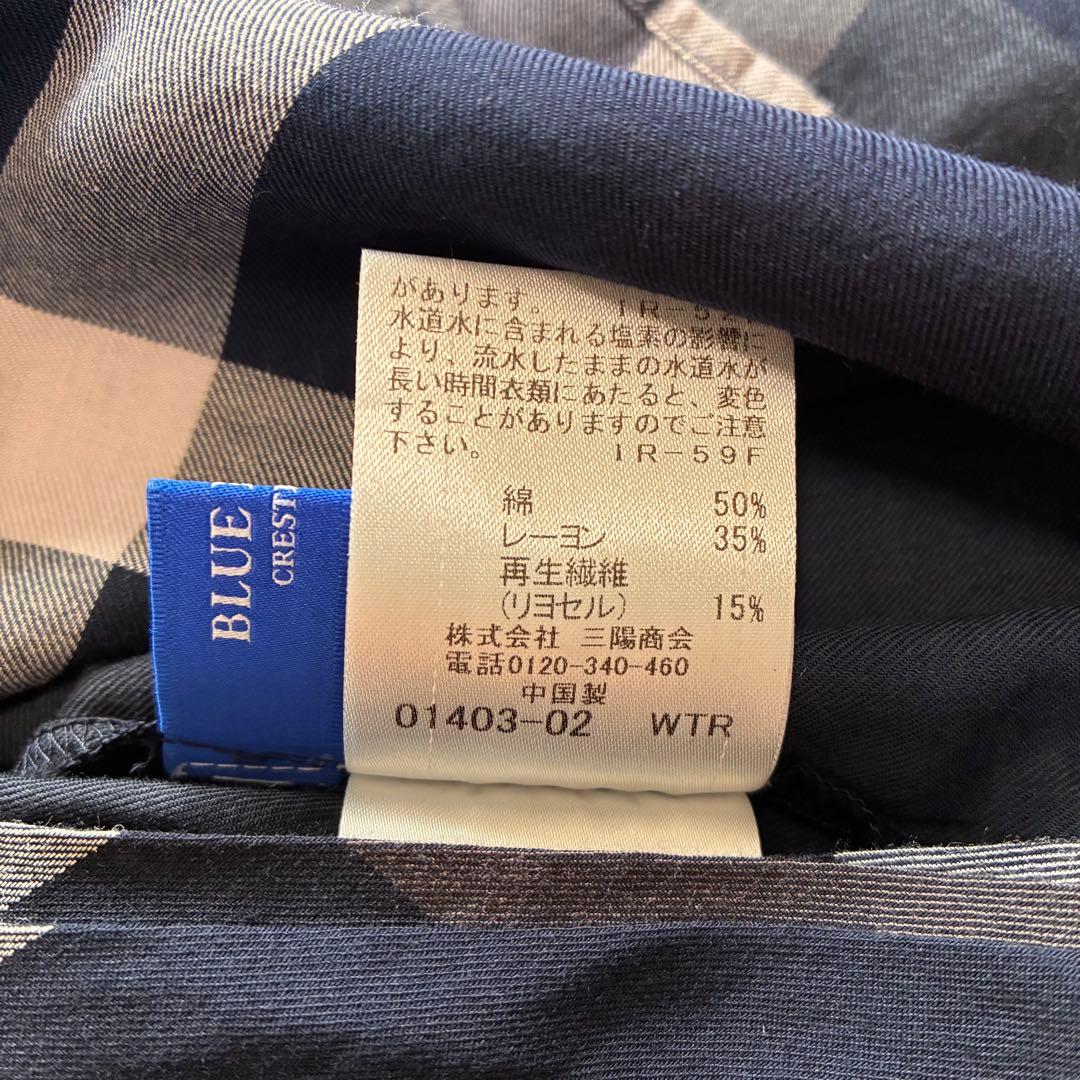 があります。 IR-5
水道水に含まれる塩素の影響に
より、流水したままの水道水が
長い時間衣類にあたると、変色
することがありますのでご注意
下さい。 IR-59F
綿 50%
レーヨン 35%
再生繊維
(リヨセル) 15%
株式会社 三陽商会
電話0120-340-460
中国製
01403-02 WTR
BLUE
CREST